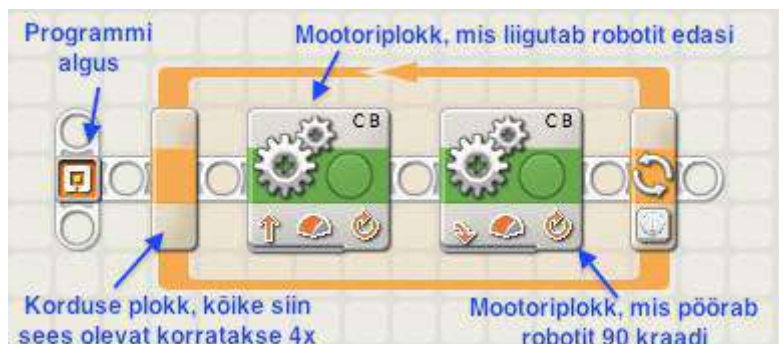 Programmi
algus
Mootoriplokk, mis liigutab robotit edasi
C B
C B
Korduse plokk, kõike siin
sees olevat korratakse 4x
Mootoriplokk, mis pöörab
robotit 90 kraadi